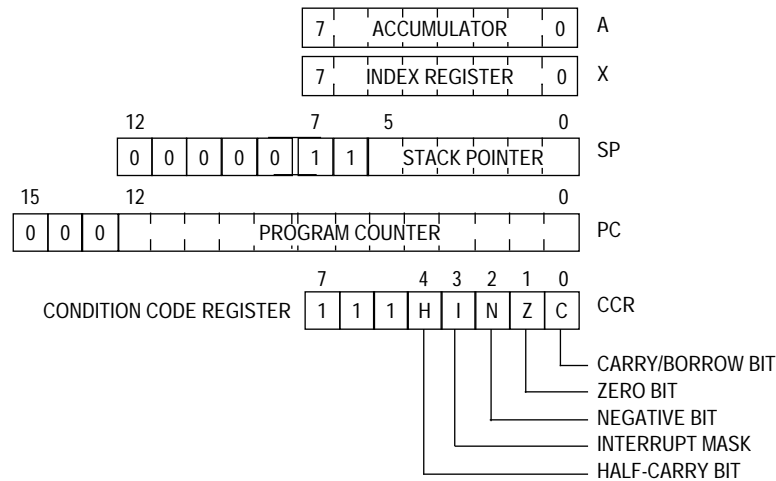 7 ACCUMULATOR 0 A
7 INDEX REGISTER 0 X
12 7 5 0
0 0 0 0 0 1 1 STACK POINTER SP
15 12 0
0 0 0 PROGRAM COUNTER PC
7 4 3 2 1 0
CONDITION CODE REGISTER 1 1 1 H I N Z C CCR
CARRY/BORROW BIT
ZERO BIT
NEGATIVE BIT
INTERRUPT MASK
HALF-CARRY BIT